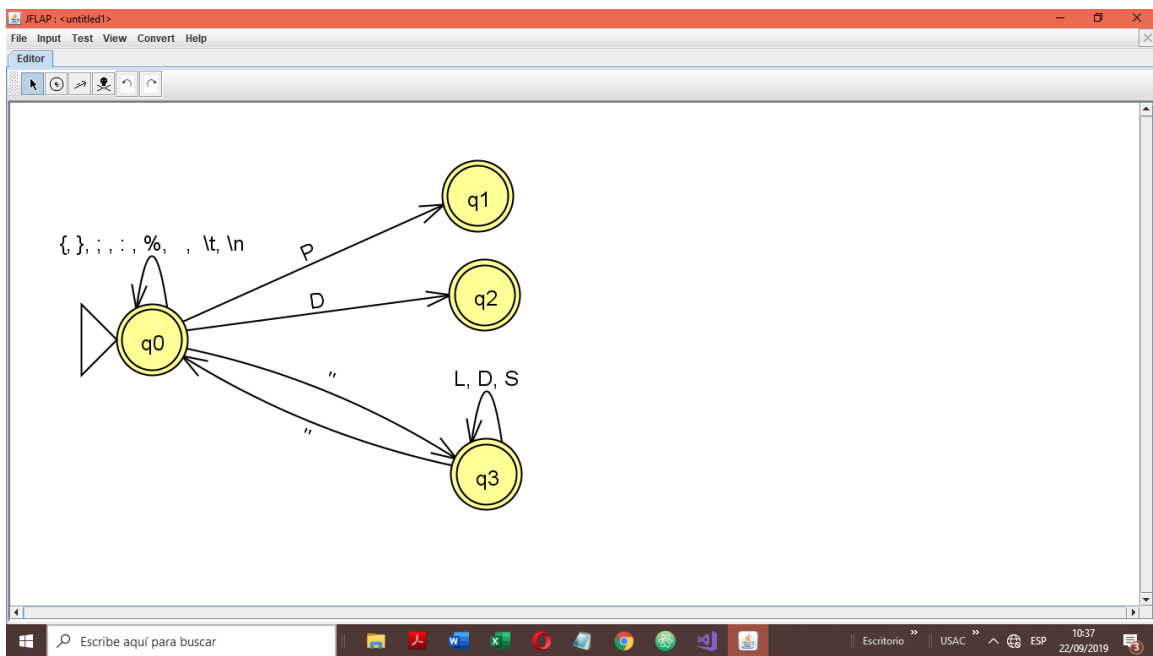 JFLAP : <untitled1>
File Input Test View Convert Help
Editor
q1
{, }, ; , : , %,   , \t, \n
P
D
q2
q0
"
L, D, S
"
q3
Escribe aquí para buscar
Escritorio »
USAC »
ESP
10:37
22/09/2019
3